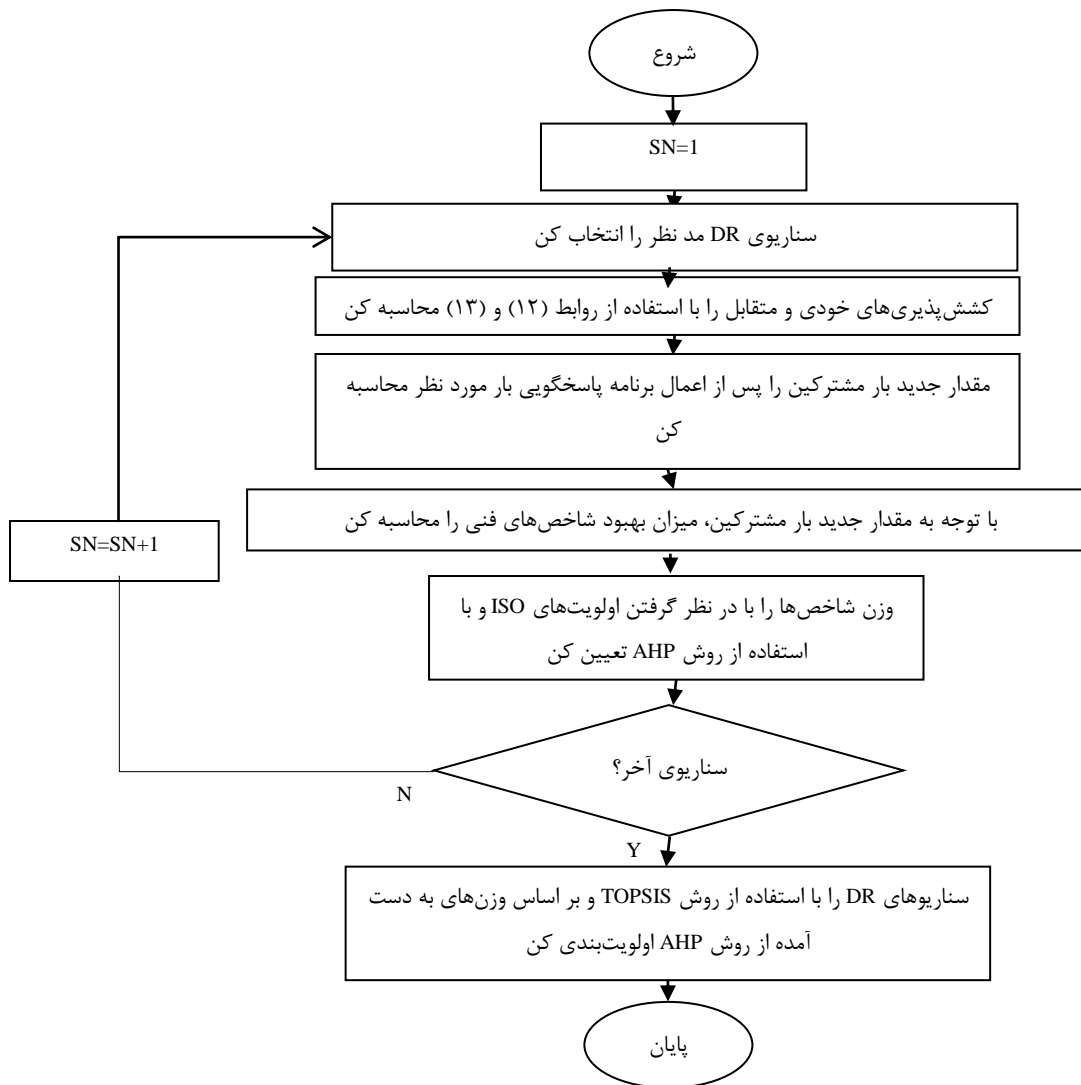 شروع
SN=1
سناریوی DR مد نظر را انتخاب کن
کشش‌پذیری‌های خودی و متقابل را با استفاده از روابط (۱۲) و (۱۳) محاسبه کن
مقدار جدید بار مشترکین را پس از اعمال برنامه پاسخگویی بار مورد نظر محاسبه
کن
با توجه به مقدار جدید بار مشترکین، میزان بهبود شاخص‌های فنی را محاسبه کن
SN=SN+1
وزن شاخص‌ها را با در نظر گرفتن اولویت‌های ISO و با
استفاده از روش AHP تعیین کن
سناریوی آخر؟
N
Y
سناریوهای DR را با استفاده از روش TOPSIS و بر اساس وزن‌های به دست
آمده از روش AHP اولویت‌بندی کن
پایان